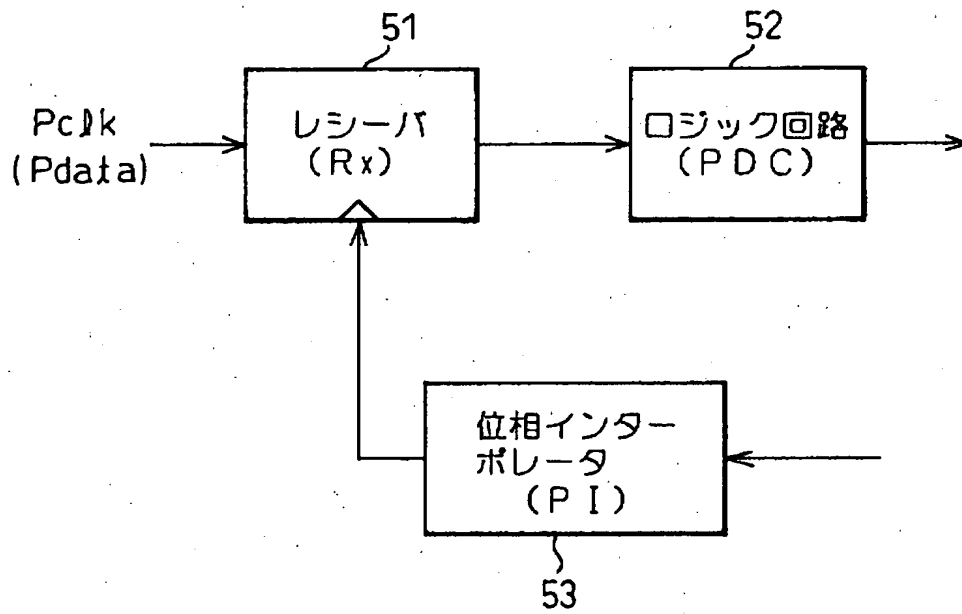 51
52
Pclk
(Pdata)
レシーバ
(Rx)
ロジック回路
(PDC)
位相インター
ポレータ
(PI)
53